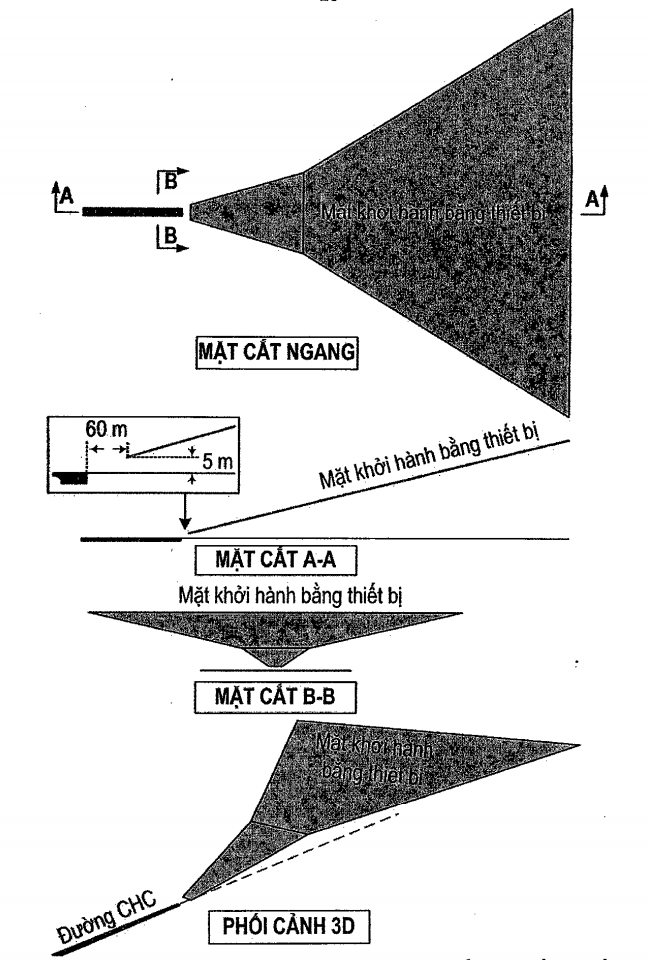 B
A
Mặt khởi hành bằng thiết bị
A
B
MẶT CẮT NGANG
60 m
5 m
Mặt khởi hành bằng thiết bị
MẶT CẮT A-A
Mặt khởi hành bằng thiết bị
MẶT CẮT B-B
Mặt khởi hành
bằng thiết bị
Đường CHC
PHỐI CẢNH 3D